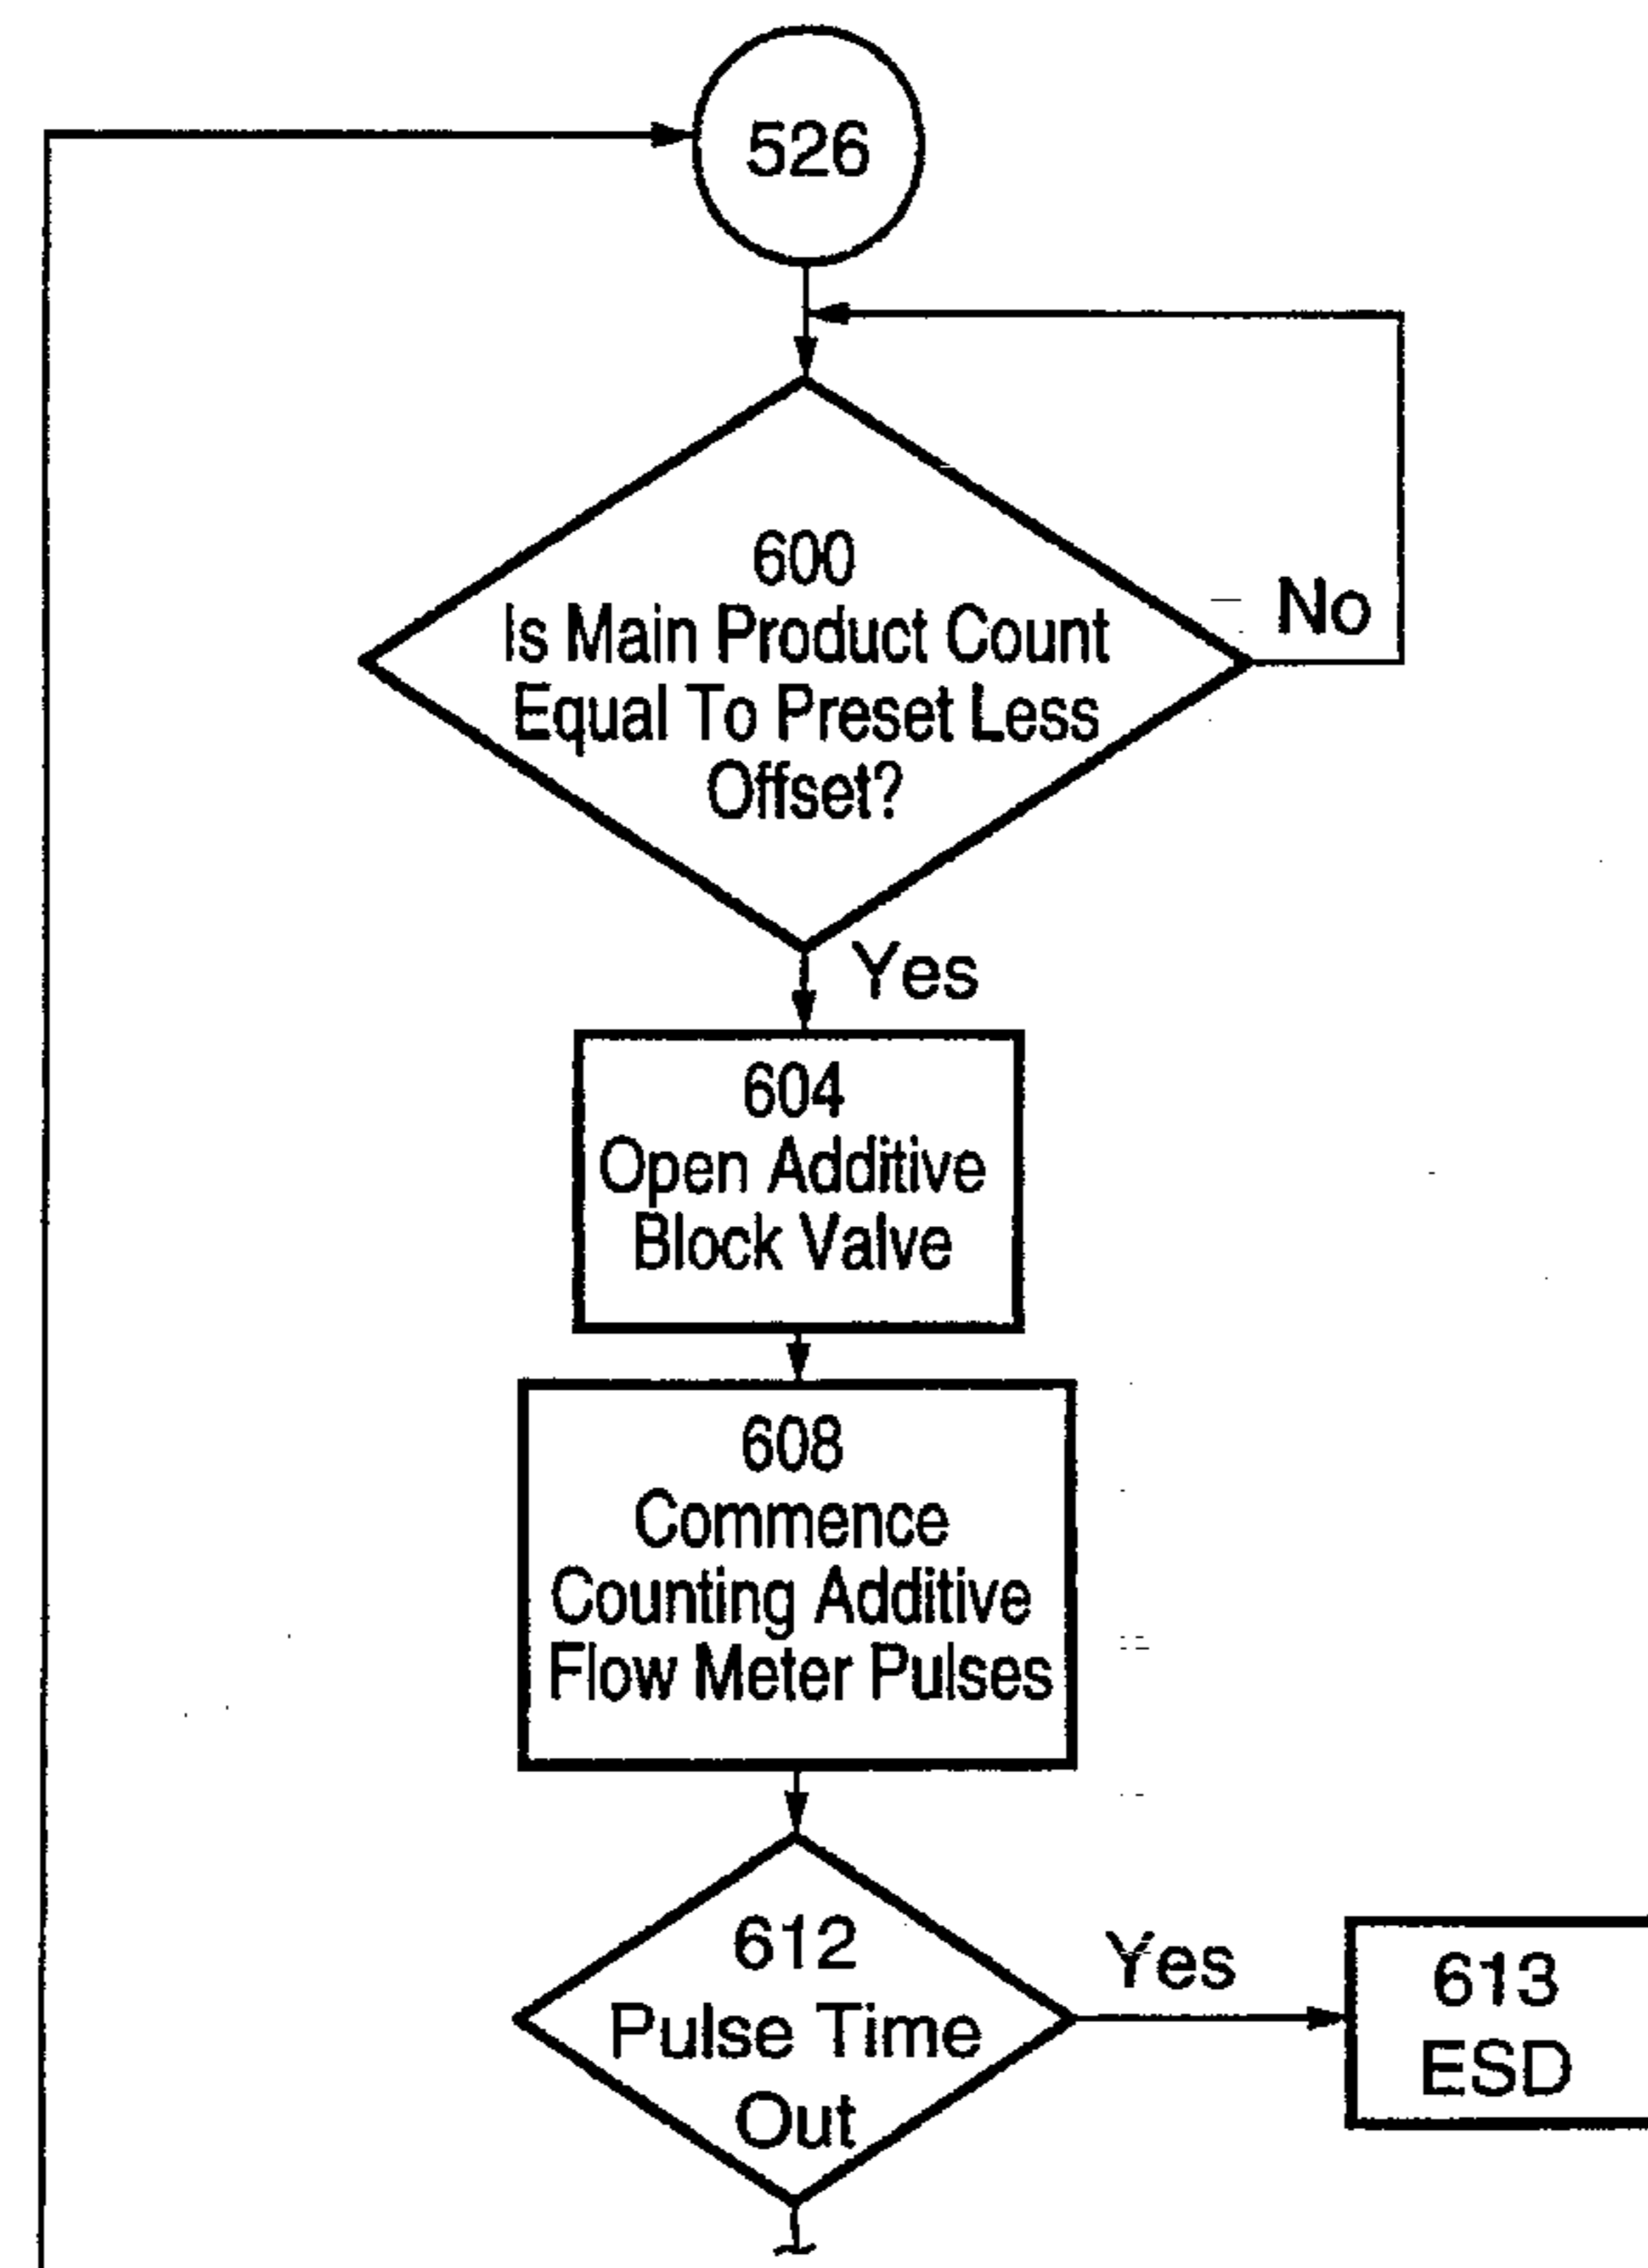 526
600
Is Main Product Count
Equal To Preset Less
Offset?
No
Yes
604
Open Additive
Block Valve
608
Commence
Counting Additive
Flow Meter Pulses
612
Pulse Time
Out
Yes
613
ESD